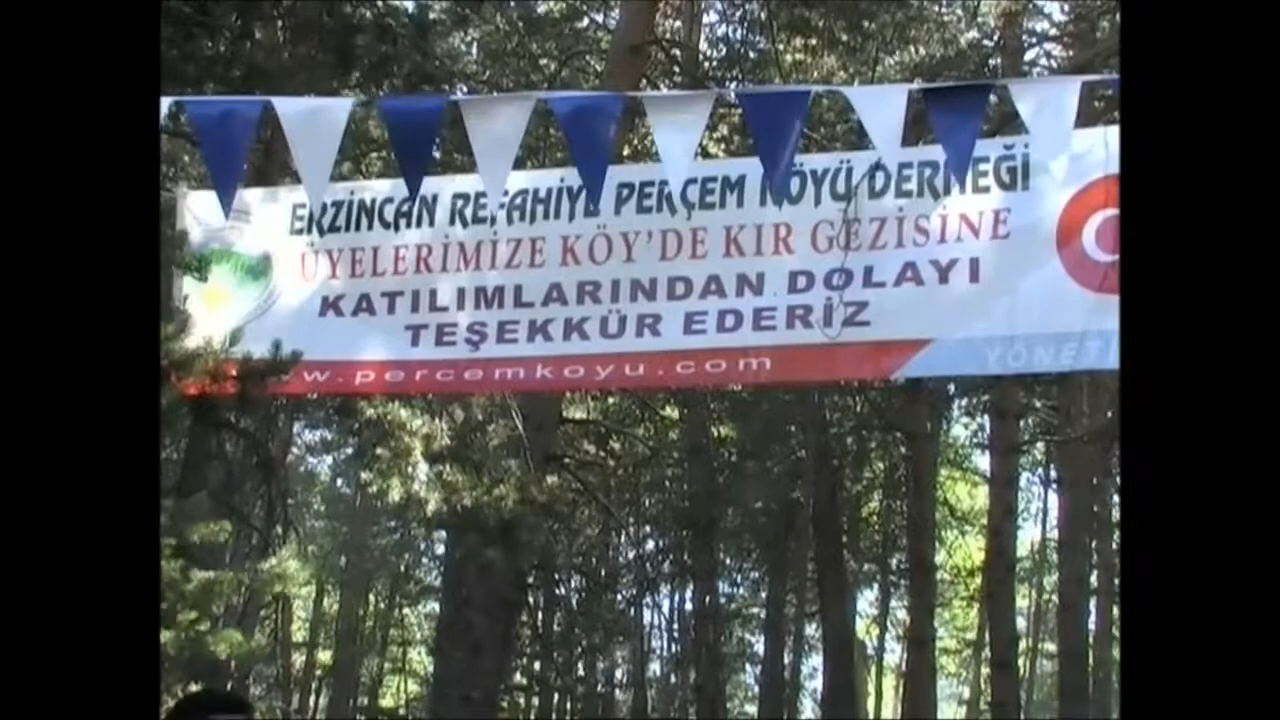 ERZİNCAN REFAHİYE PERÇEM KÖYÜ DERNEĞİ
ÜYELERİMİZE KÖY'DE KIR GEZİSİNE
KATILIMLARINDAN DOLAYI
TEŞEKKÜR EDERİZ
w.percemkoyu.com
YÖNETİ